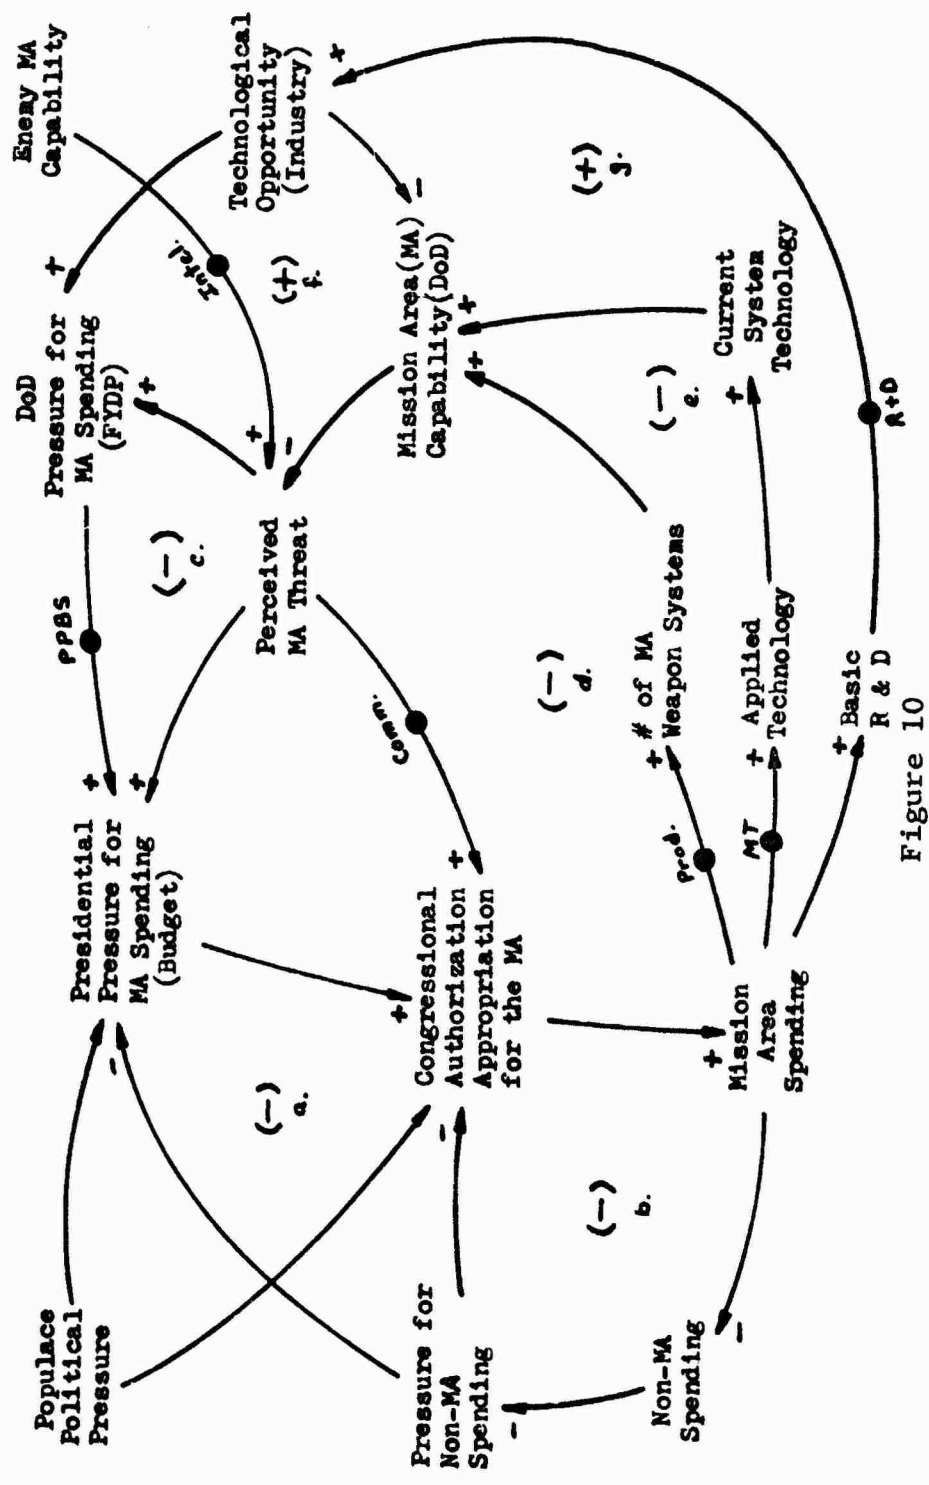 Populace
Political
Pressure
Presidential
Pressure for
MA Spending
(Budget)
+
+
-
PPBS
DoD
Pressure for
MA Spending
(FYDP)
+
+
Enemy MA
Capability
Intel.
Technological
Opportunity
(Industry)
+
(-)
a.
(-)
c.
(+)
f.
Perceived
MA Threat
+
-
Comm.
Mission Area(MA)
Capability(DoD)
-
+
+
Congressional
Authorization
Appropriation
for the MA
+
+
-
Pressure for
Non-MA
Spending
-
(-)
b.
(-)
d.
(-)
e.
(+)
g.
Non-MA
Spending
-
Mission
Area
Spending
+
Prod.
+
# of MA
Weapon Systems
MT
+
Applied
Technology
+
Current
System
Technology
+
Basic
R & D
R+D
Figure 10